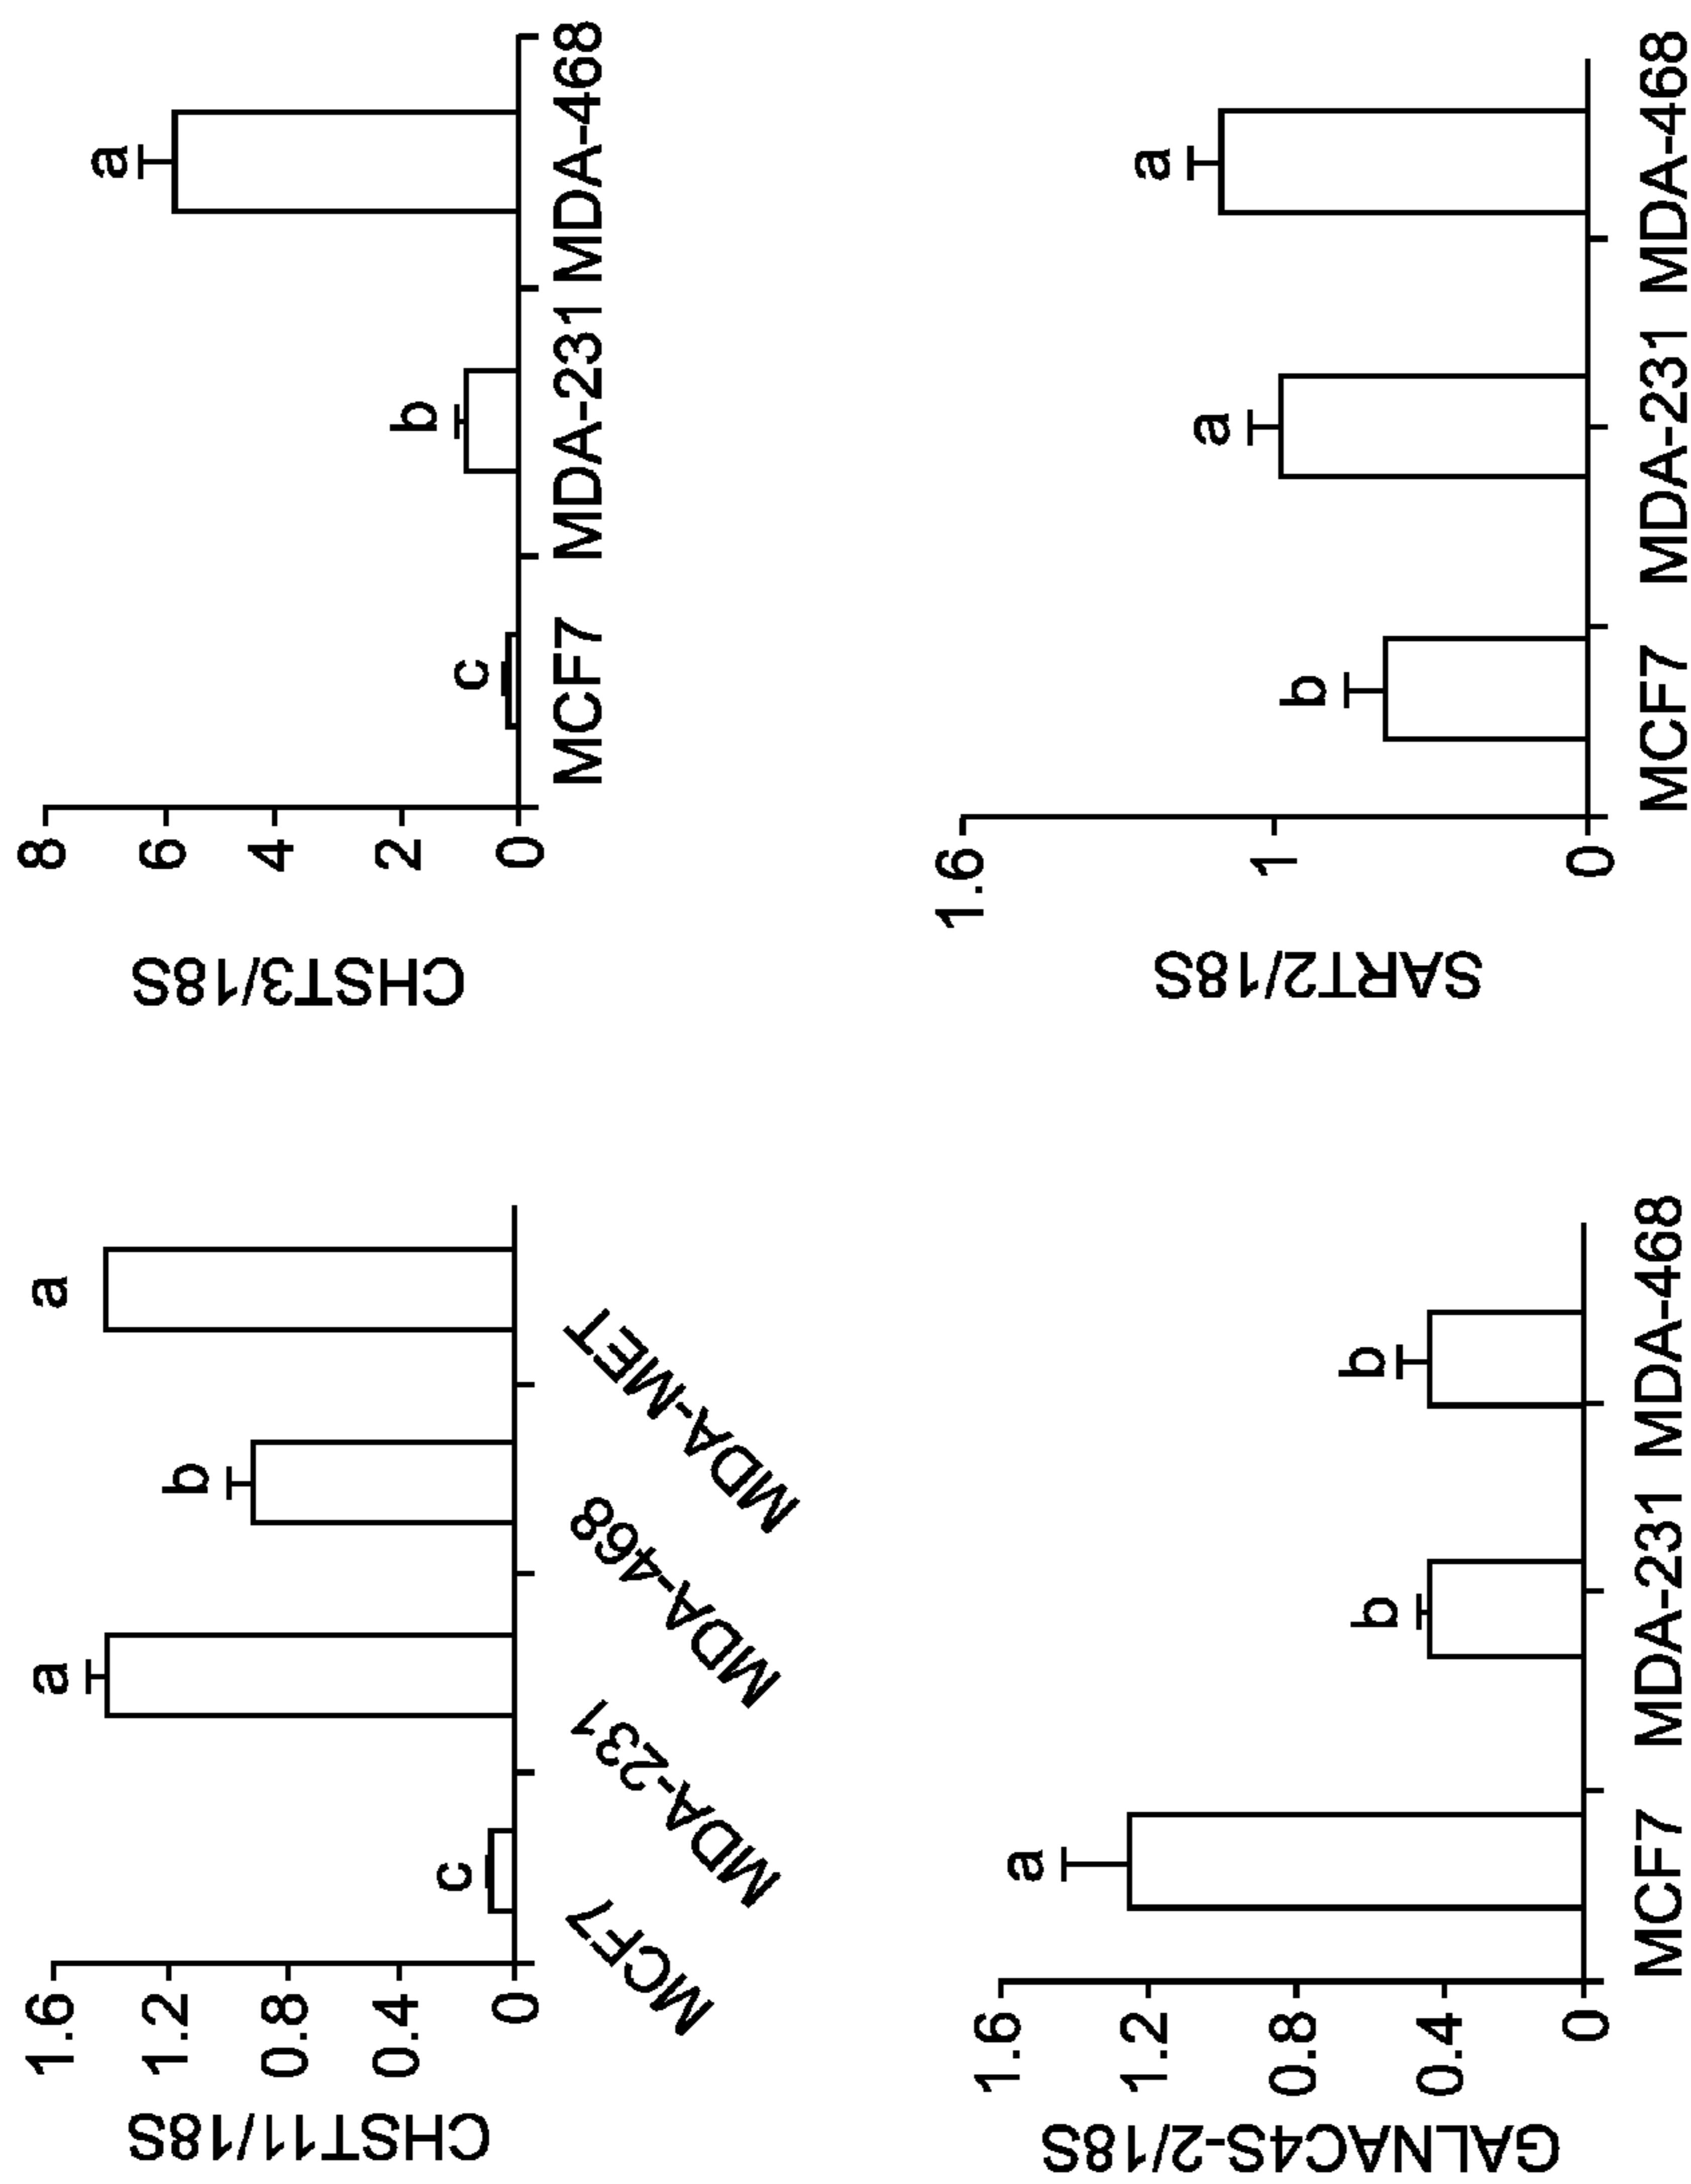 CHST11/18S
1.6
1.2
0.8
0.4
0
a
b
a
c
MCF7
MDA-231
MDA-468
MDA-MET
CHST3/18S
8
6
4
2
0
a
b
c
MCF7 MDA-231 MDA-468
GALNAC4S-2/18S
1.6
1.2
0.8
0.4
0
a
b
b
MCF7 MDA-231 MDA-468
SART2/18S
1.6
1
0
a
a
b
MCF7 MDA-231 MDA-468